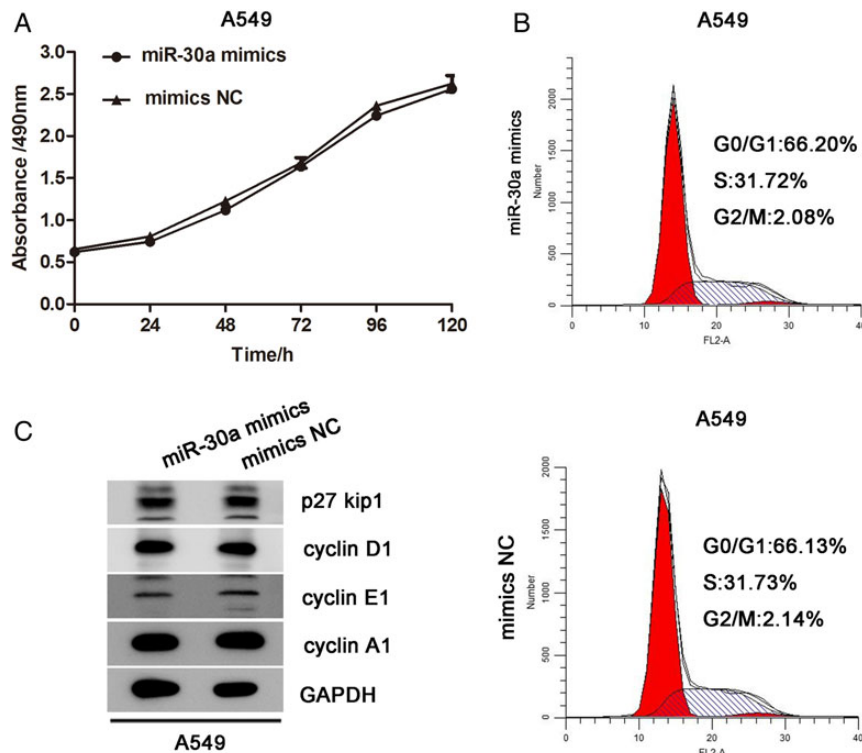 A
A549
miR-30a mimics
mimics NC
Absorbance /490nm
3.0
2.5
2.0
1.5
1.0
0.5
0.0
0 24 48 72 96 120
Time/h
B
A549
miR-30a mimics
Number
2000
1500
1000
500
0
G0/G1:66.20%
S:31.72%
G2/M:2.08%
0 10 20 30 40
FL2-A
C
miR-30a mimics
mimics NC
p27 kip1
cyclin D1
cyclin E1
cyclin A1
GAPDH
A549
A549
mimics NC
Number
2000
1500
1000
500
0
G0/G1:66.13%
S:31.73%
G2/M:2.14%
0 10 20 30 40
FL2-A